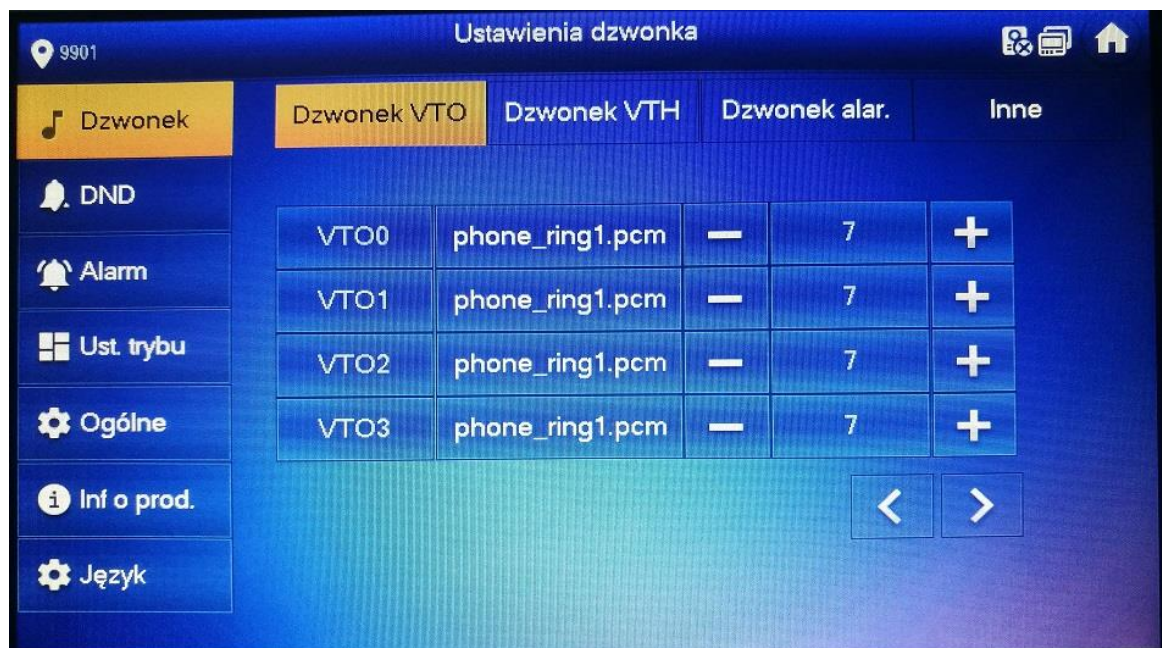 Ustawienia dzwonka
9901
Dzwonek
DND
Alarm
Ust. trybu
Ogólne
Inf o prod.
Język
Dzwonek VTO Dzwonek VTH Dzwonek alar. Inne
VTO0 phone_ring1.pcm 7
VTO1 phone_ring1.pcm 7
VTO2 phone_ring1.pcm 7
VTO3 phone_ring1.pcm 7